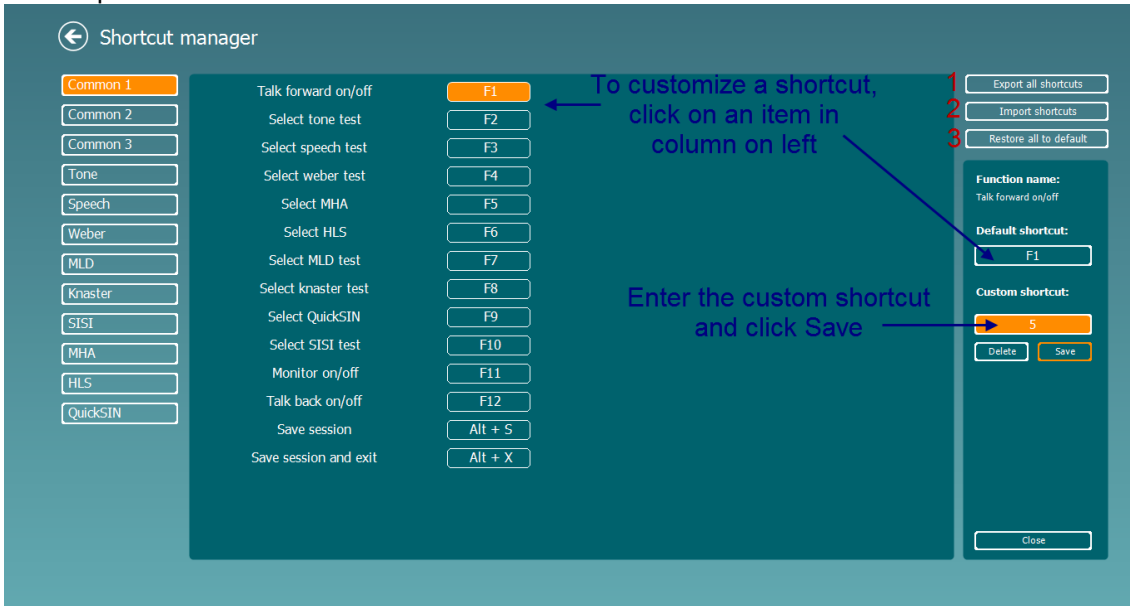 Shortcut manager
Common 1
Common 2
Common 3
Tone
Speech
Weber
MLD
Knaster
SISI
MHA
HLS
QuickSIN
Talk forward on/off F1
Select tone test F2
Select speech test F3
Select weber test F4
Select MHA F5
Select HLS F6
Select MLD test F7
Select knaster test F8
Select QuickSIN F9
Select SISI test F10
Monitor on/off F11
Talk back on/off F12
Save session Alt + S
Save session and exit Alt + X
To customize a shortcut,
click on an item in
column on left
Enter the custom shortcut
and click Save
1 Export all shortcuts
2 Import shortcuts
3 Restore all to default
Function name:
Talk forward on/off
Default shortcut:
F1
Custom shortcut:
5
Delete Save
Close